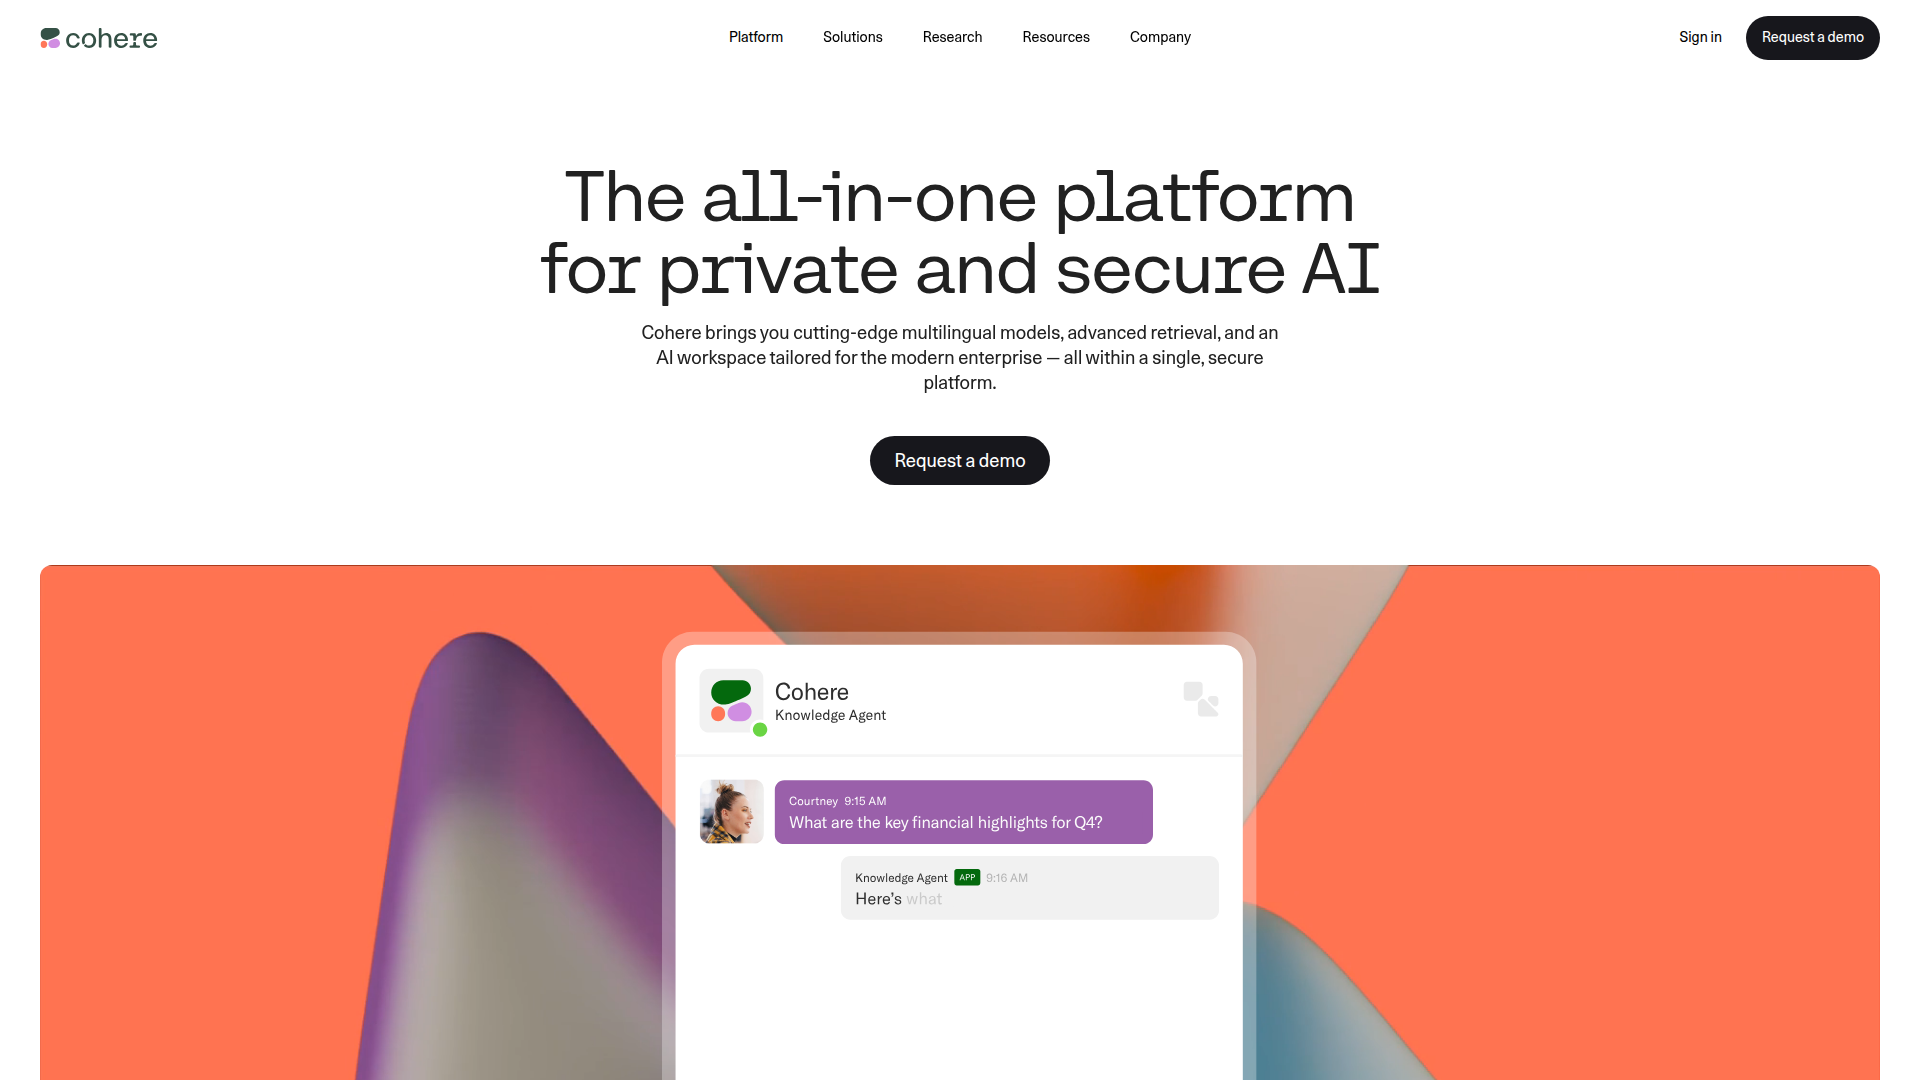 cohere
Platform
Solutions
Research
Resources
Company
Sign in
Request a demo
The all-in-one platform
for private and secure AI
Cohere brings you cutting-edge multilingual models, advanced retrieval, and an
AI workspace tailored for the modern enterprise — all within a single, secure
platform.
Request a demo
Cohere
Knowledge Agent
Courtney 9:15 AM
What are the key financial highlights for Q4?
Knowledge Agent APP 9:16 AM
Here’s what